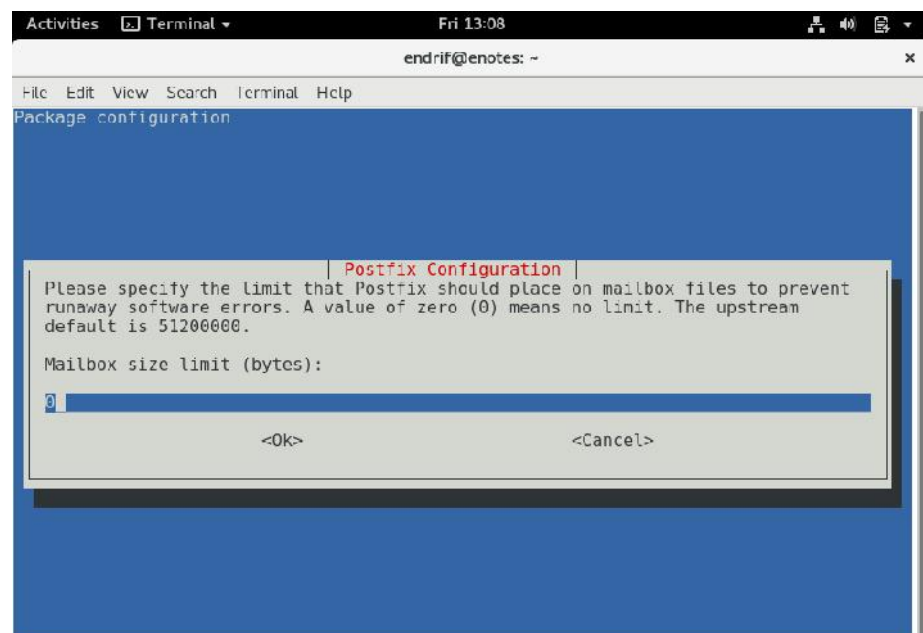 Activities Terminal Fri 13:08
endrif@enotes: ~
File Edit View Search Terminal Help
Package configuration
Postfix Configuration
Please specify the limit that Postfix should place on mailbox files to prevent
runaway software errors. A value of zero (0) means no limit. The upstream
default is 51200000.
Mailbox size limit (bytes):
0
<Ok> <Cancel>